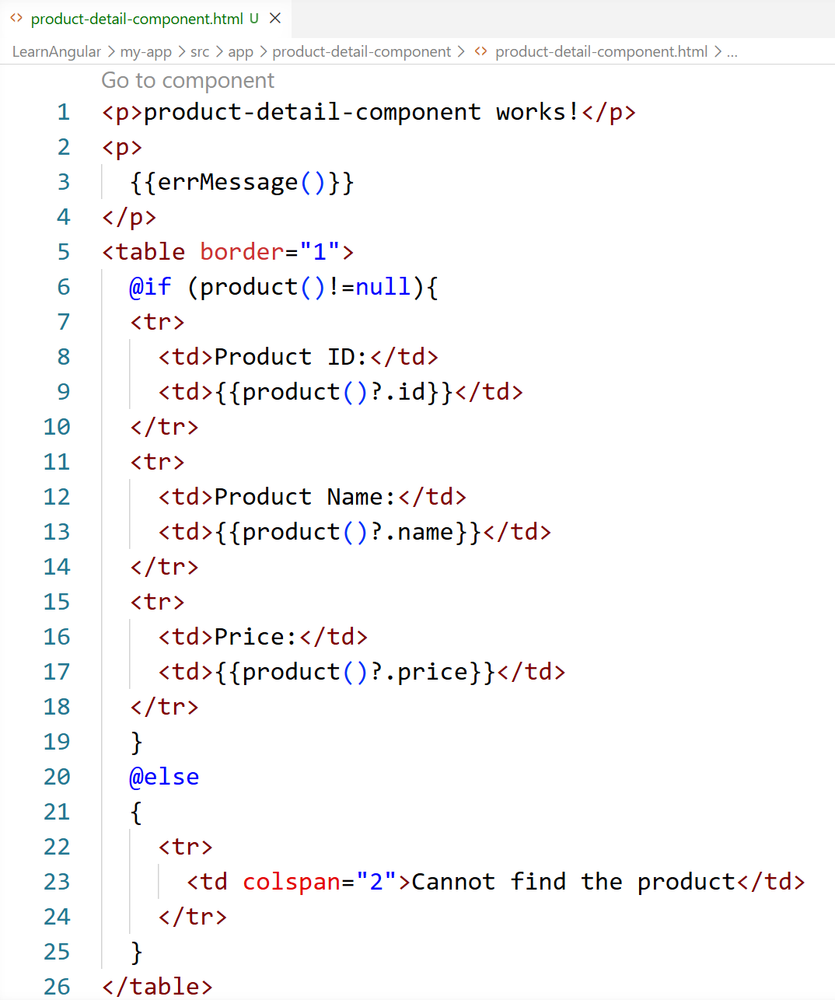 product-detail-component.html U
LearnAngular > my-app > src > app > product-detail-component > <> product-detail-component.html > ...
Go to component
1 <p>product-detail-component works!</p>
2 <p>
3 {{errMessage()}}
4 </p>
5 <table border="1">
6 @if (product()!=null){
7 <tr>
8 <td>Product ID:</td>
9 <td>{{product()?.id}}</td>
10 </tr>
11 <tr>
12 <td>Product Name:</td>
13 <td>{{product()?.name}}</td>
14 </tr>
15 <tr>
16 <td>Price:</td>
17 <td>{{product()?.price}}</td>
18 </tr>
19 }
20 @else
21 {
22 <tr>
23 <td colspan="2">Cannot find the product</td>
24 </tr>
25 }
26 </table>